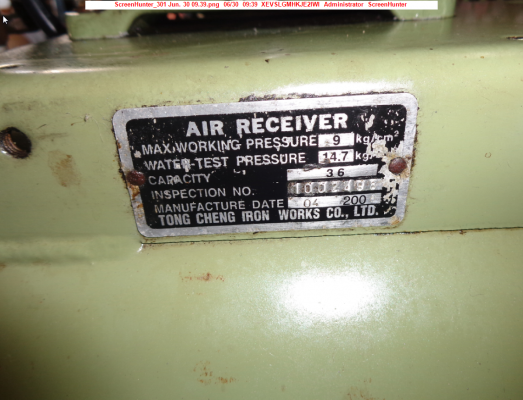 ScreenHunter_301 Jun. 30 09.39.png 06/30 09:39 XEVSLGMHKJE2IWI Administrator ScreenHunter
AIR RECEIVER
MAX.WORKING PRESSURE 9 kg/cm²
WATER-TEST PRESSURE 14.7 kg
CAPACITY 36
INSPECTION NO.
MANUFACTURE DATE 04 200
TONG CHENG IRON WORKS CO., LTD.